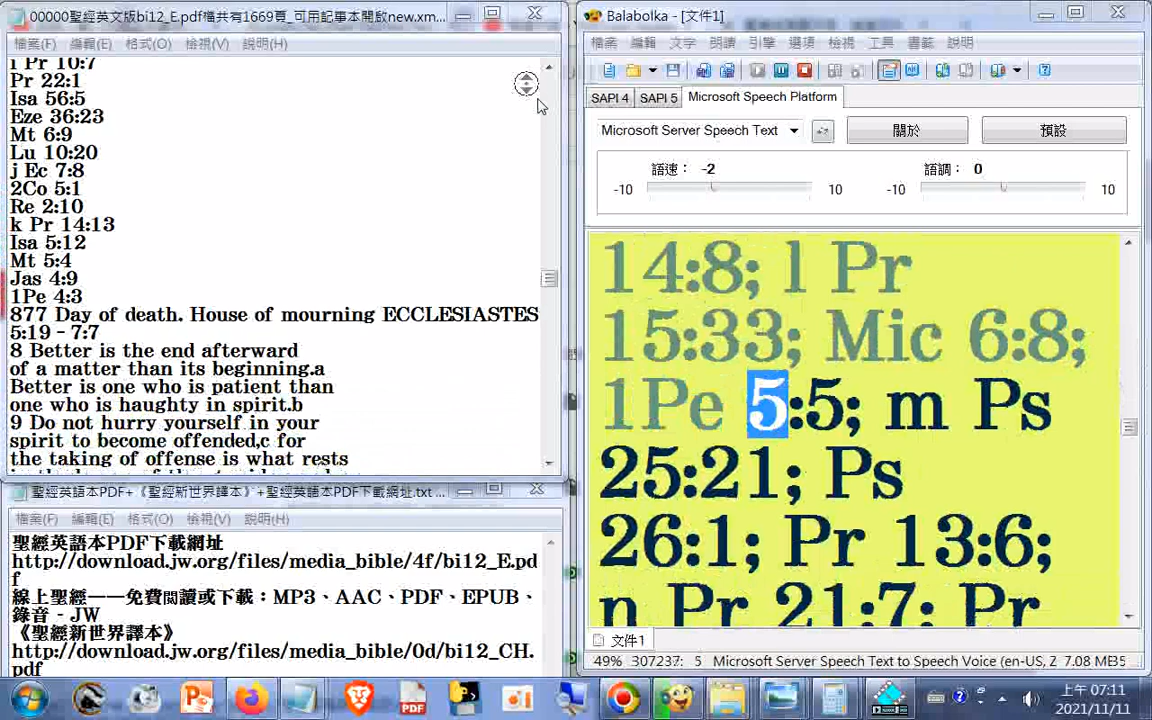 00000聖經英文版bi12_E.pdf檔共有1669頁_可用記事本開啟new.xm...
檔案(F) 編輯(E) 格式(O) 檢視(V) 說明(H)
i Pr 10:7
Pr 22:1
Isa 56:5
Eze 36:23
Mt 6:9
Lu 10:20
j Ec 7:8
2Co 5:1
Re 2:10
k Pr 14:13
Isa 5:12
Mt 5:4
Jas 4:9
1Pe 4:3
877 Day of death. House of mourning ECCLESIASTES
5:19 - 7:7
8 Better is the end afterward
of a matter than its beginning.a
Better is one who is patient than
one who is haughty in spirit.b
9 Do not hurry yourself in your
spirit to become offended,c for
the taking of offense is what rests
聖經英語本PDF+《聖經新世界譯本》+聖經英語本PDF下載網址.txt ...
檔案(F) 編輯(E) 格式(O) 檢視(V) 說明(H)
聖經英語本PDF下載網址
http://download.jw.org/files/media_bible/4f/bi12_E.pd
f
線上聖經——免費閱讀或下載：MP3、AAC、PDF、EPUB、
錄音 - JW
《聖經新世界譯本》
http://download.jw.org/files/media_bible/0d/bi12_CH.
pdf
Balabolka - [文件1]
檔案 編輯 文字 朗讀 引擎 選項 檢視 工具 書籤 說明
SAPI 4 SAPI 5 Microsoft Speech Platform
Microsoft Server Speech Text 關於 預設
語速： -2 語調： 0
-10 10 -10 10
14:8; l Pr
15:33; Mic 6:8;
1Pe 5:5; m Ps
25:21; Ps
26:1; Pr 13:6;
n Pr 21:7; Pr
文件1
49% 307237: 5 Microsoft Server Speech Text to Speech Voice (en-US, Z 7.08 MB
上午 07:11
2021/11/11